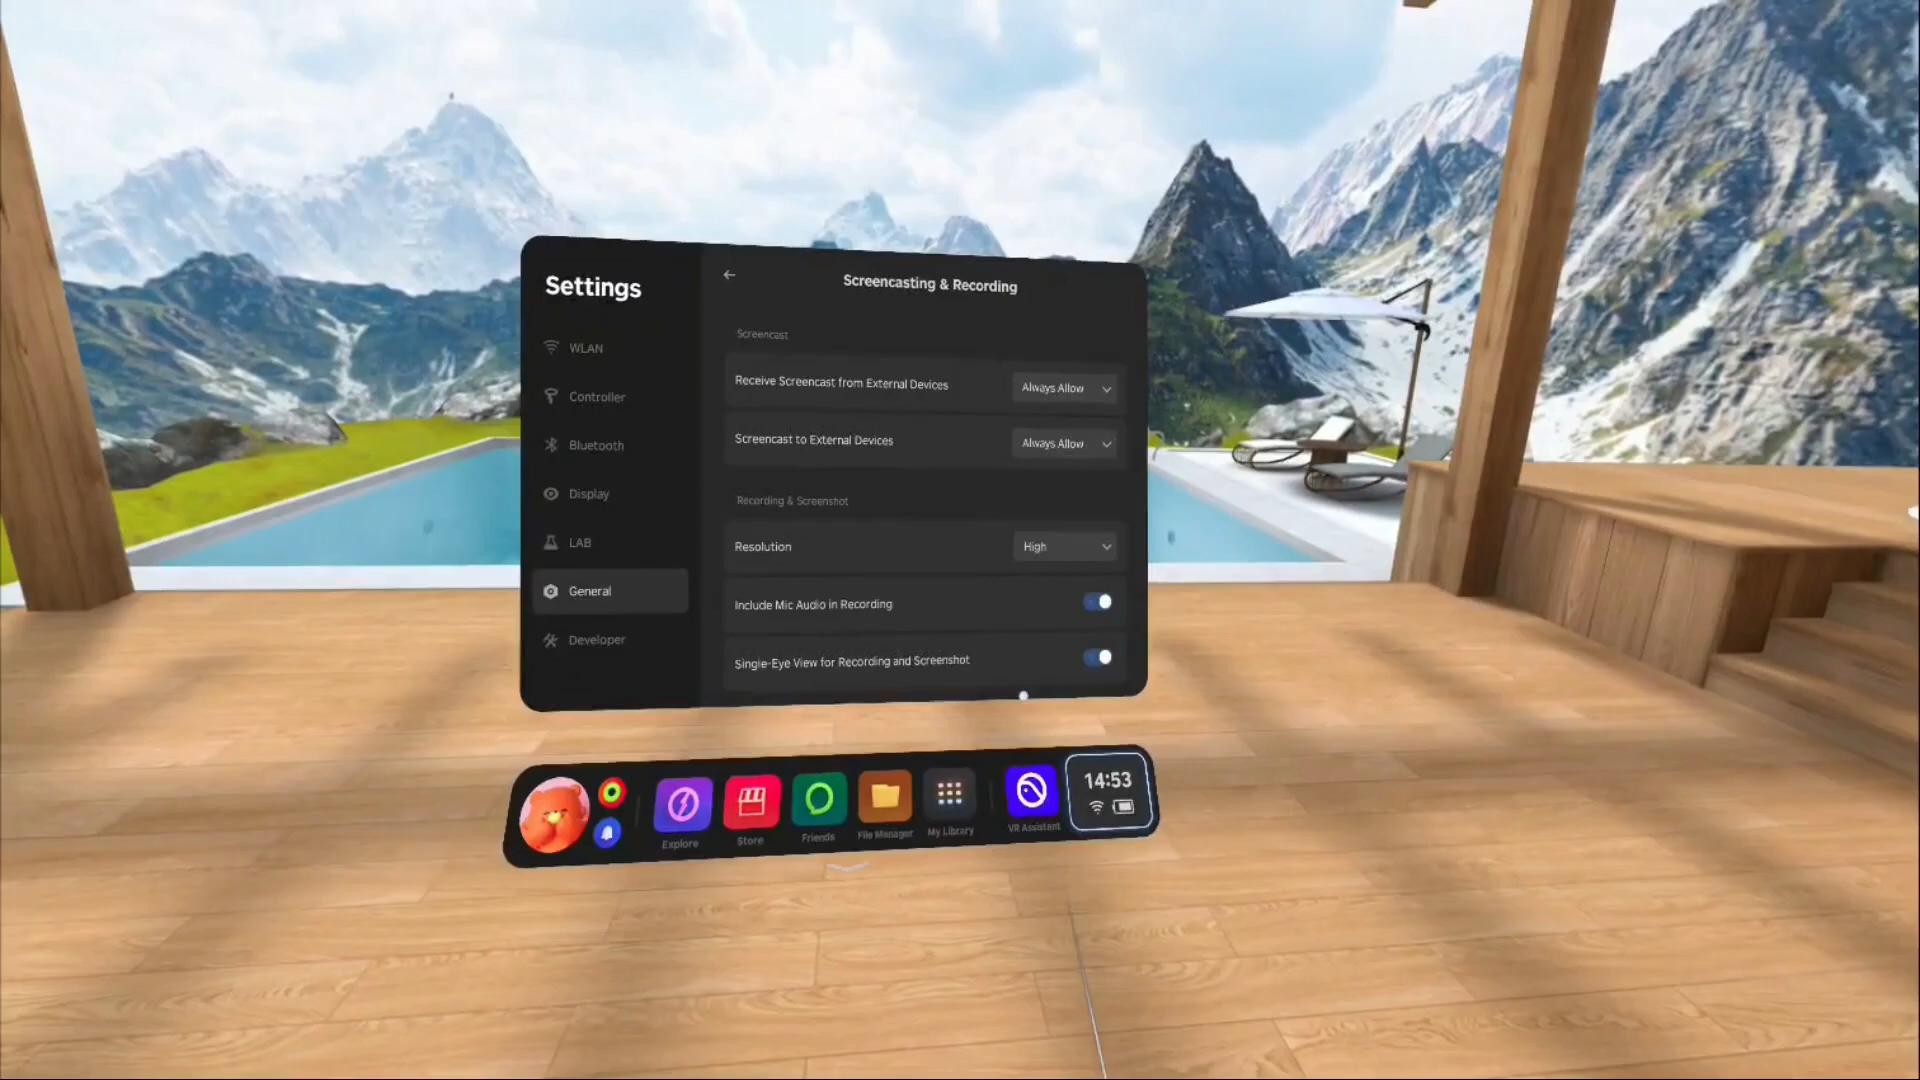 Settings
WLAN
Controller
Bluetooth
Display
LAB
General
Developer
Screencasting & Recording
Screencast
Receive Screencast from External Devices
Always Allow
Screencast to External Devices
Always Allow
Recording & Screenshot
Resolution
High
Include Mic Audio in Recording
Single-Eye View for Recording and Screenshot
Explore
Store
Friends
File Manager
My Library
VR Assistant
14:53